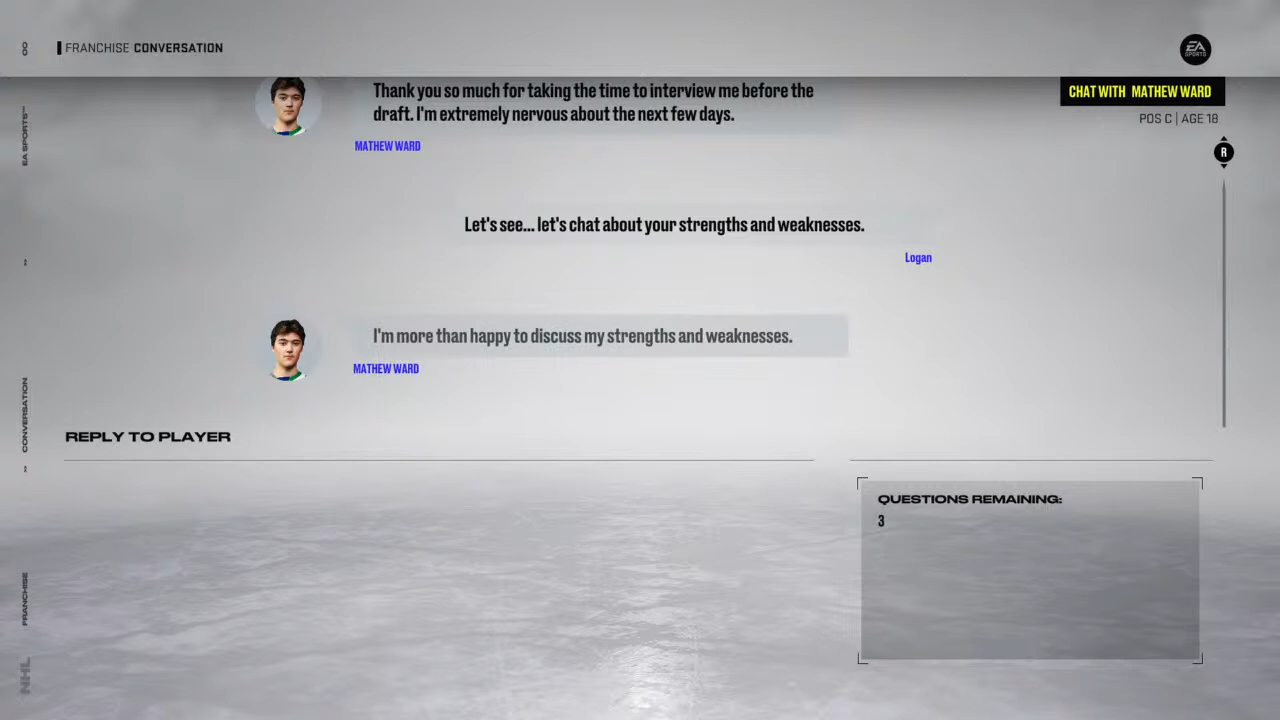 FRANCHISE CONVERSATION
EA
SPORTS
Thank you so much for taking the time to interview me before the
draft. I'm extremely nervous about the next few days.
MATHEW WARD
CHAT WITH MATHEW WARD
POS C | AGE 18
R
Let's see... let's chat about your strengths and weaknesses.
Logan
I'm more than happy to discuss my strengths and weaknesses.
MATHEW WARD
REPLY TO PLAYER
QUESTIONS REMAINING:
3
EA SPORTS™
CONVERSATION
FRANCHISE
NHL